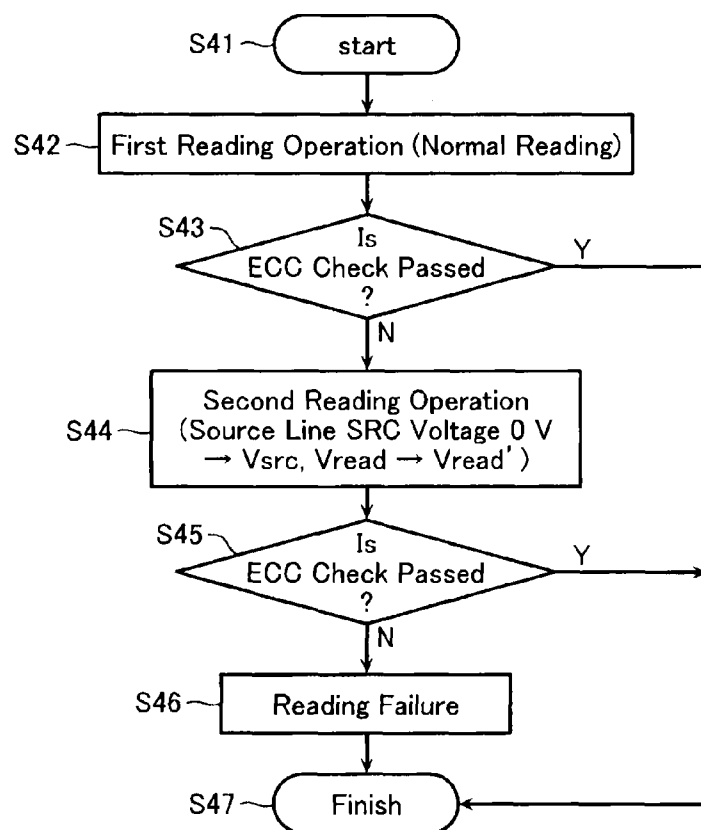 S41
start
S42
First Reading Operation (Normal Reading)
S43
Is
ECC Check Passed
?
Y
N
S44
Second Reading Operation
(Source Line SRC Voltage 0 V
→ Vsrc, Vread → Vread')
S45
Is
ECC Check Passed
?
Y
N
S46
Reading Failure
S47
Finish